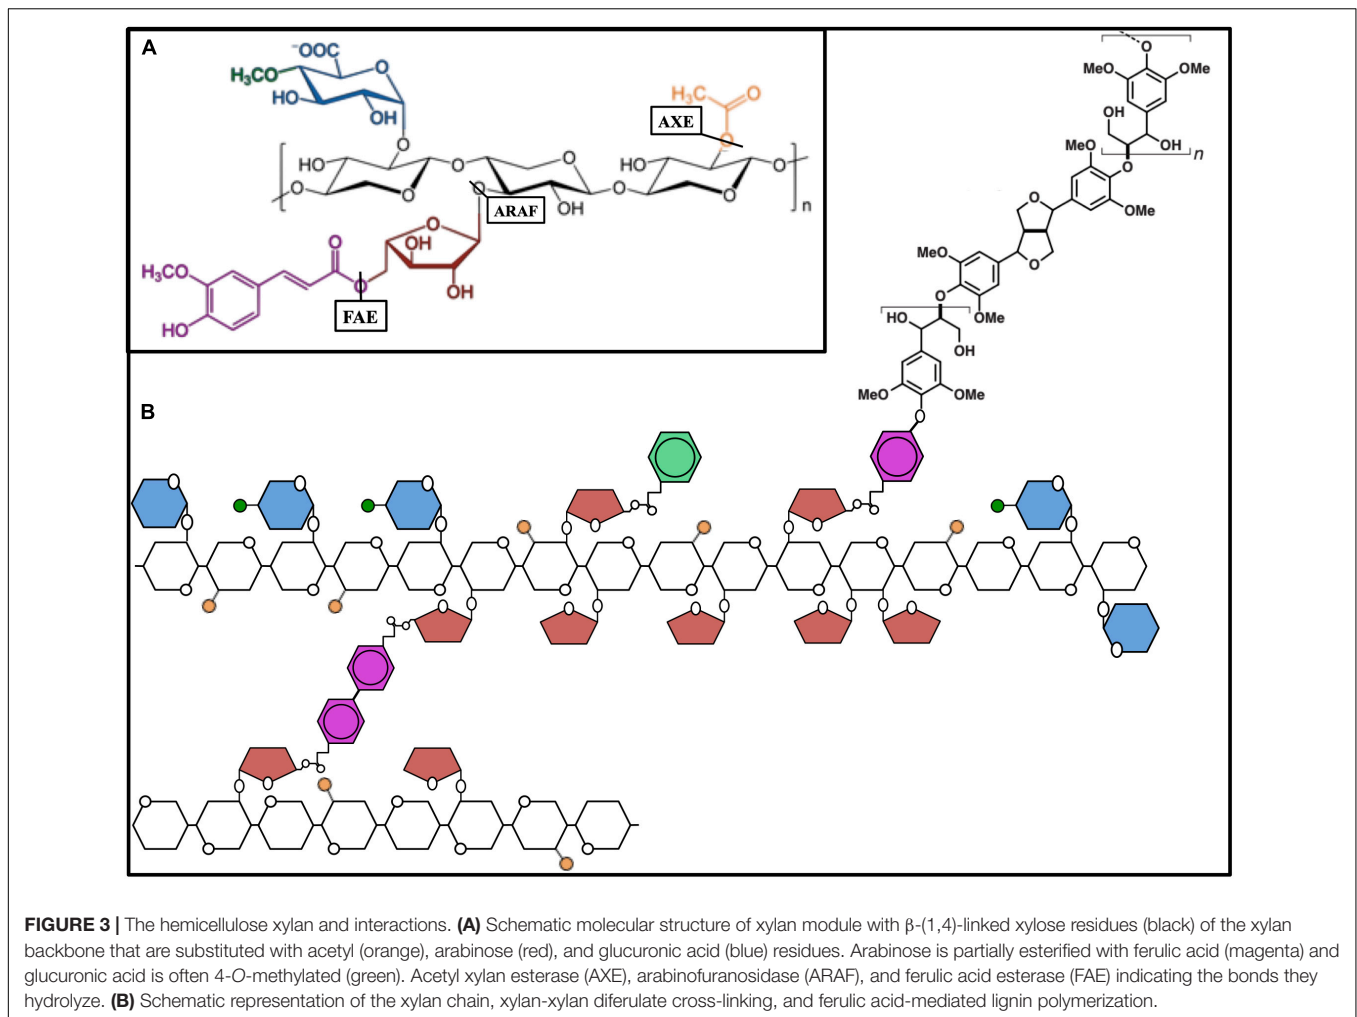 A
⁻OOC
H₃CO
O
HO
OH
O
H₃C
O
O
AXE
HO
O
O
O
O
HO
O
O
O
OH
O
O
n
ARAF
O
OH
OH
O
O
H₃CO
HO
FAE
O
MeO
OMe
OH
OH
n
MeO
O
OMe
O
O
MeO
O
OMe
HO
OH
MeO
OMe
O
B
FIGURE 3 | The hemicellulose xylan and interactions. (A) Schematic molecular structure of xylan module with β-(1,4)-linked xylose residues (black) of the xylan
backbone that are substituted with acetyl (orange), arabinose (red), and glucuronic acid (blue) residues. Arabinose is partially esterified with ferulic acid (magenta) and
glucuronic acid is often 4-O-methylated (green). Acetyl xylan esterase (AXE), arabinofuranosidase (ARAF), and ferulic acid esterase (FAE) indicating the bonds they
hydrolyze. (B) Schematic representation of the xylan chain, xylan-xylan diferulate cross-linking, and ferulic acid-mediated lignin polymerization.